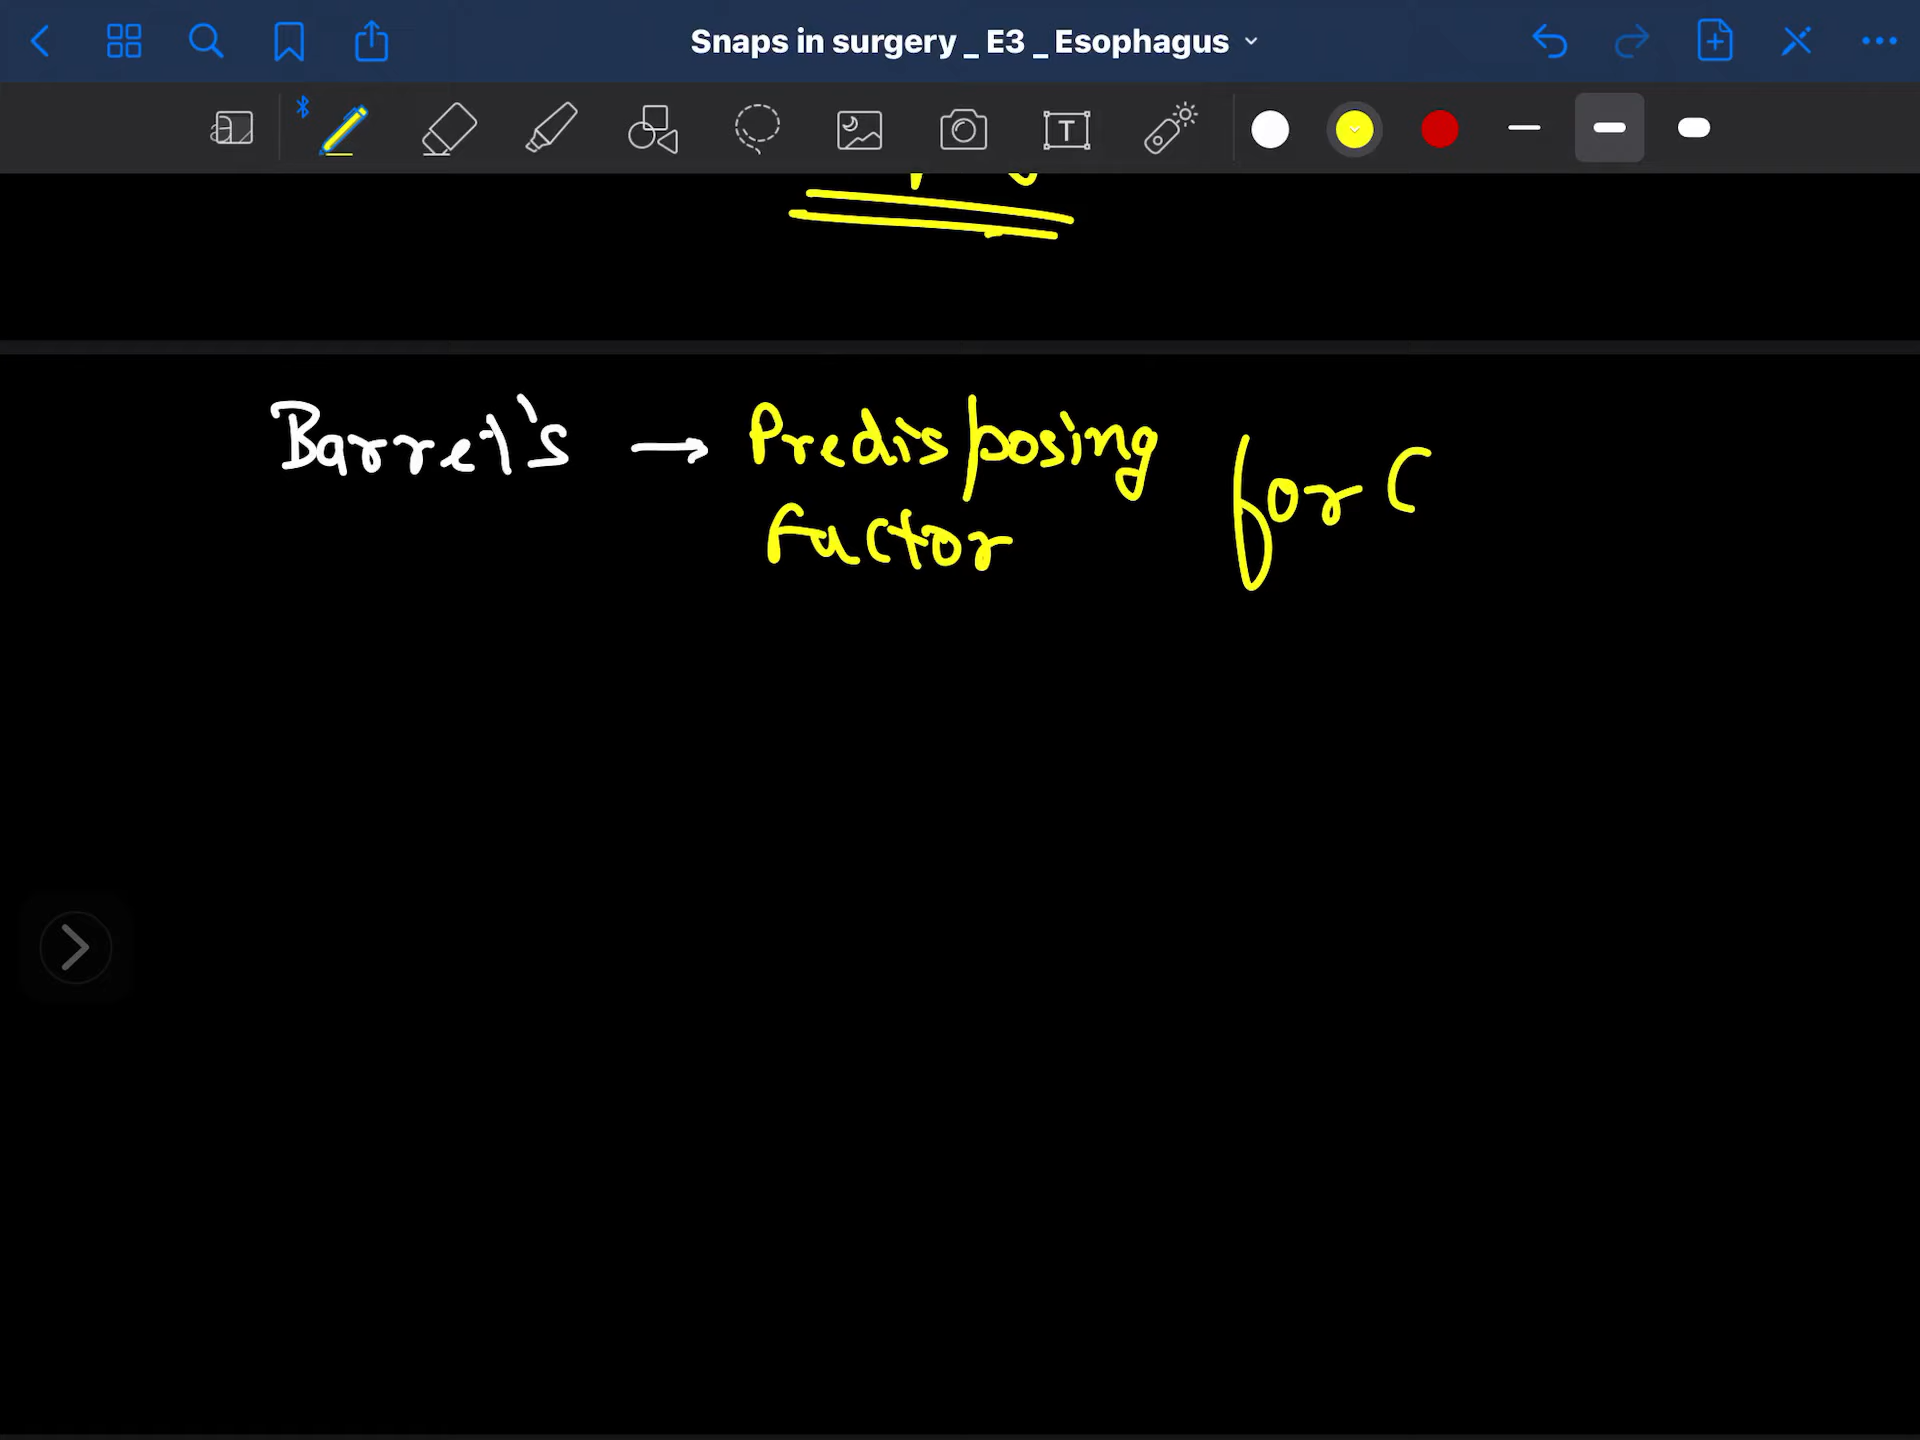 Snaps in surgery _ E3 _ Esophagus
Barret's → Predisposing for C
factor